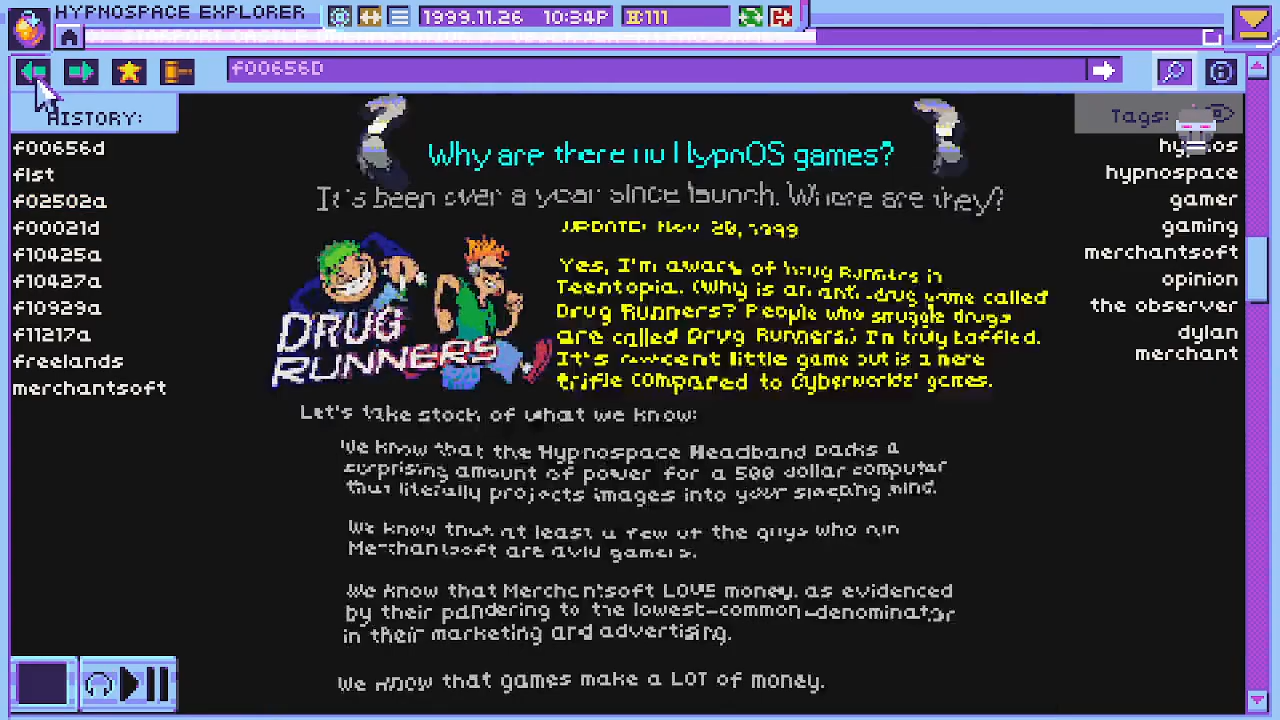 HYPNOSPACE EXPLORER
1999.11.26 10:34P
:111
f00656D
HISTORY:
f00656d
f1st
f02502a
f00021d
f10425a
f10427a
f10929a
f11217a
freelands
merchantsoft
Why are there no HypnOS games?
It's been over a year since launch. Where are they?
DRUG
RUNNERS
UPDATE: Nov 20, 1999
Yes, I'm aware of Drug Runners in
Teentopia. (Why is an anti-drug game called
Drug Runners? People who smuggle drugs
are called Drug Runners; I'm truly baffled.
It's a decent little game but is a mere
trifle compared to Cyberworldz' games.
Let's take stock of what we know:
We know that the Hypnospace Headband packs a
surprising amount of power for a 500 dollar computer
that literally projects images into your sleeping mind.
We know that at least a few of the guys who run
Merchantsoft are avid gamers.
We know that Merchantsoft LOVE money, as evidenced
by their pandering to the lowest-common-denominator
in their marketing and advertising.
We know that games make a LOT of money.
Tags:
hypnos
hypnospace
gamer
gaming
merchantsoft
opinion
the observer
dylan
merchant